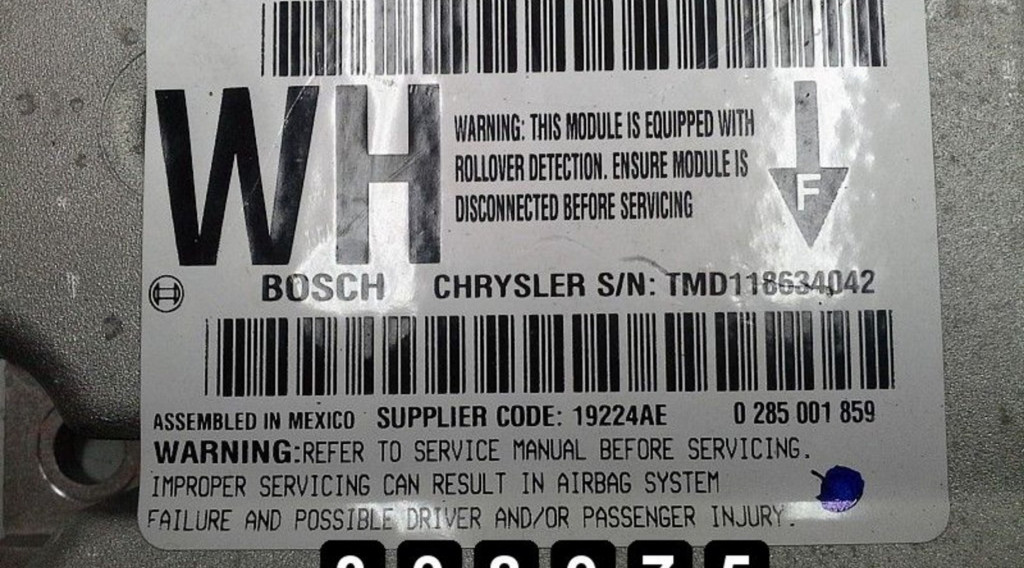 WH
WARNING: THIS MODULE IS EQUIPPED WITH
ROLLOVER DETECTION. ENSURE MODULE IS
DISCONNECTED BEFORE SERVICING
F
BOSCH CHRYSLER S/N: TMD118634042
ASSEMBLED IN MEXICO SUPPLIER CODE: 19224AE 0 285 001 859
WARNING:REFER TO SERVICE MANUAL BEFORE SERVICING.
IMPROPER SERVICING CAN RESULT IN AIRBAG SYSTEM
FAILURE AND POSSIBLE DRIVER AND/OR PASSENGER INJURY.